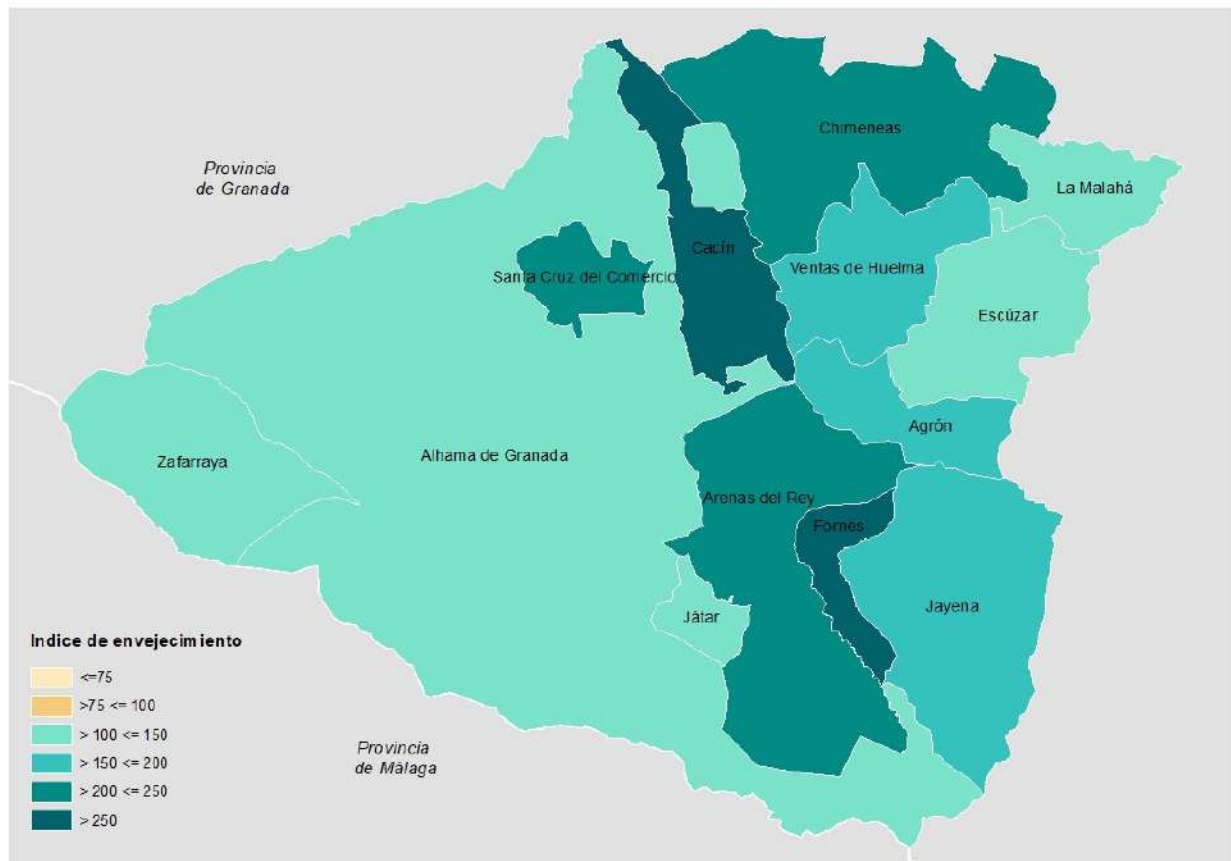 Chimeneas
Provincia
de Granada
La Malahá
Cacín
Ventas de Huelma
Santa Cruz del Comercio
Escúzar
Agrón
Alhama de Granada
Zafarraya
Arenas del Rey
Fornes
Jayena
Játar
Indice de envejecimiento
<=75
>75 <= 100
> 100 <= 150
> 150 <= 200
> 200 <= 250
> 250
Provincia
de Málaga